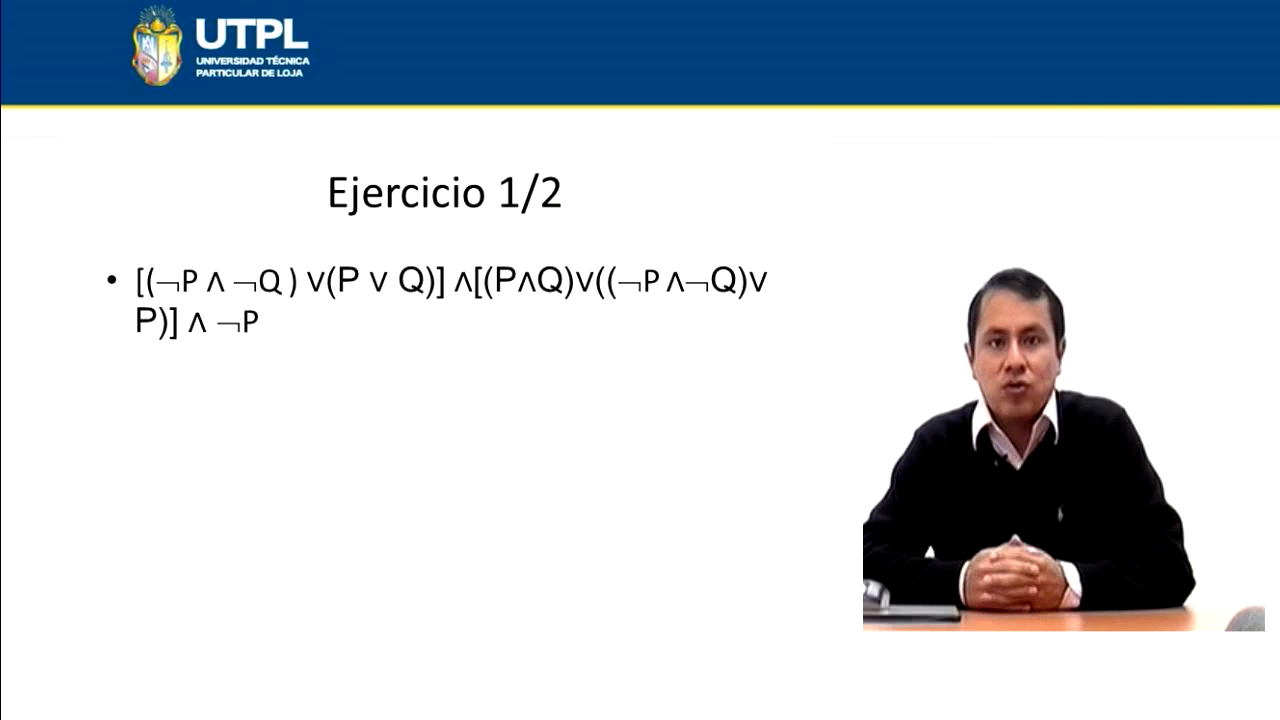 UTPL
UNIVERSIDAD TÉCNICA
PARTICULAR DE LOJA
Ejercicio 1/2
• [(¬P ∧ ¬Q ) ∨(P ∨ Q)] ∧[(P∧Q)∨((¬P ∧¬Q)∨
P)] ∧ ¬P